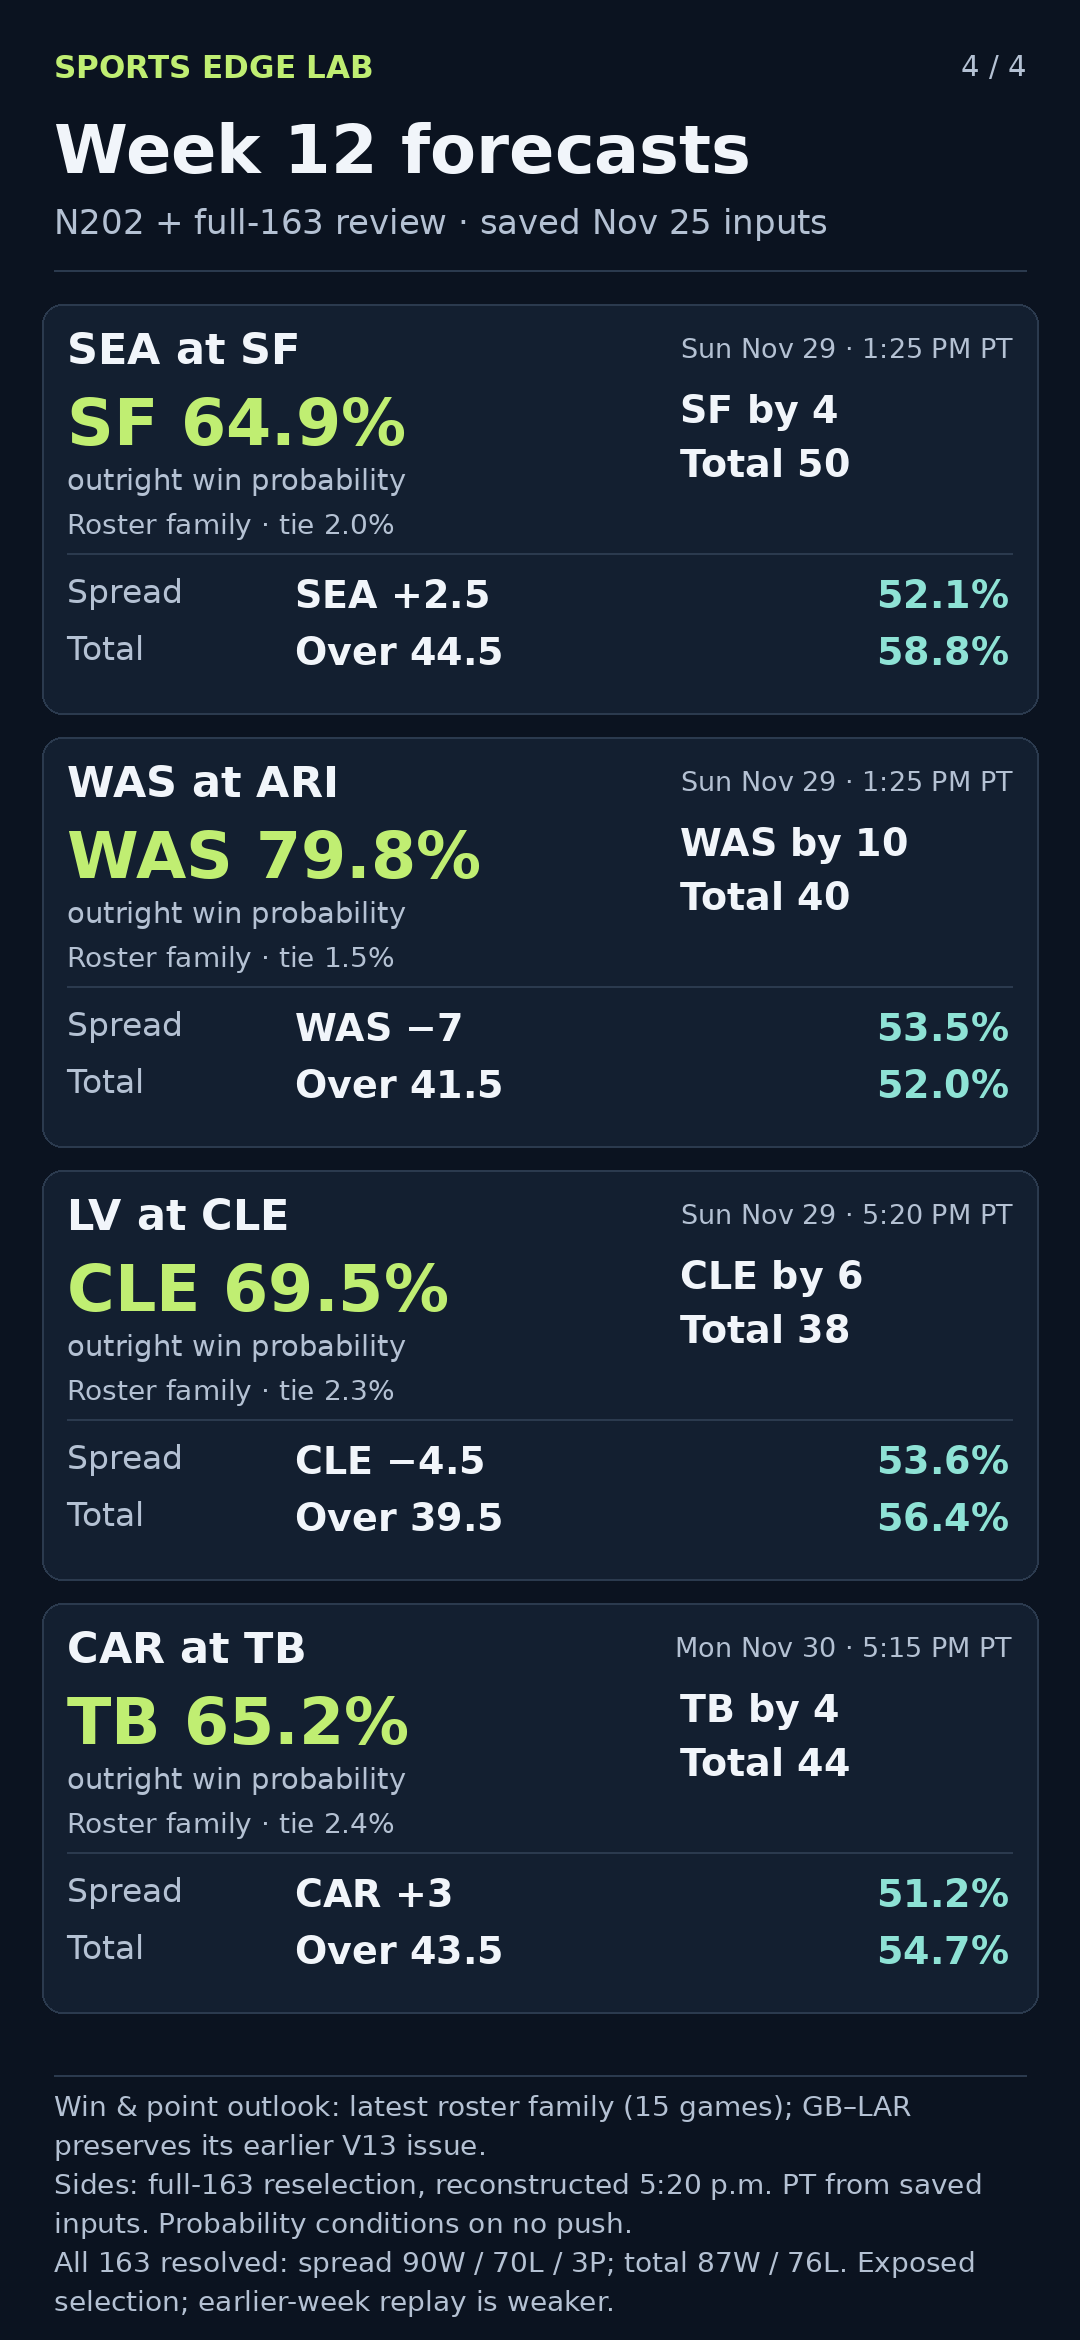 SPORTS EDGE LAB
4 / 4
Week 12 forecasts
N202 + full-163 review · saved Nov 25 inputs
SEA at SF
Sun Nov 29 · 1:25 PM PT
SF 64.9%
SF by 4
Total 50
outright win probability
Roster family · tie 2.0%
Spread SEA +2.5 52.1%
Total Over 44.5 58.8%
WAS at ARI
Sun Nov 29 · 1:25 PM PT
WAS 79.8%
WAS by 10
Total 40
outright win probability
Roster family · tie 1.5%
Spread WAS −7 53.5%
Total Over 41.5 52.0%
LV at CLE
Sun Nov 29 · 5:20 PM PT
CLE 69.5%
CLE by 6
Total 38
outright win probability
Roster family · tie 2.3%
Spread CLE −4.5 53.6%
Total Over 39.5 56.4%
CAR at TB
Mon Nov 30 · 5:15 PM PT
TB 65.2%
TB by 4
Total 44
outright win probability
Roster family · tie 2.4%
Spread CAR +3 51.2%
Total Over 43.5 54.7%
Win & point outlook: latest roster family (15 games); GB–LAR
preserves its earlier V13 issue.
Sides: full-163 reselection, reconstructed 5:20 p.m. PT from saved
inputs. Probability conditions on no push.
All 163 resolved: spread 90W / 70L / 3P; total 87W / 76L. Exposed
selection; earlier-week replay is weaker.